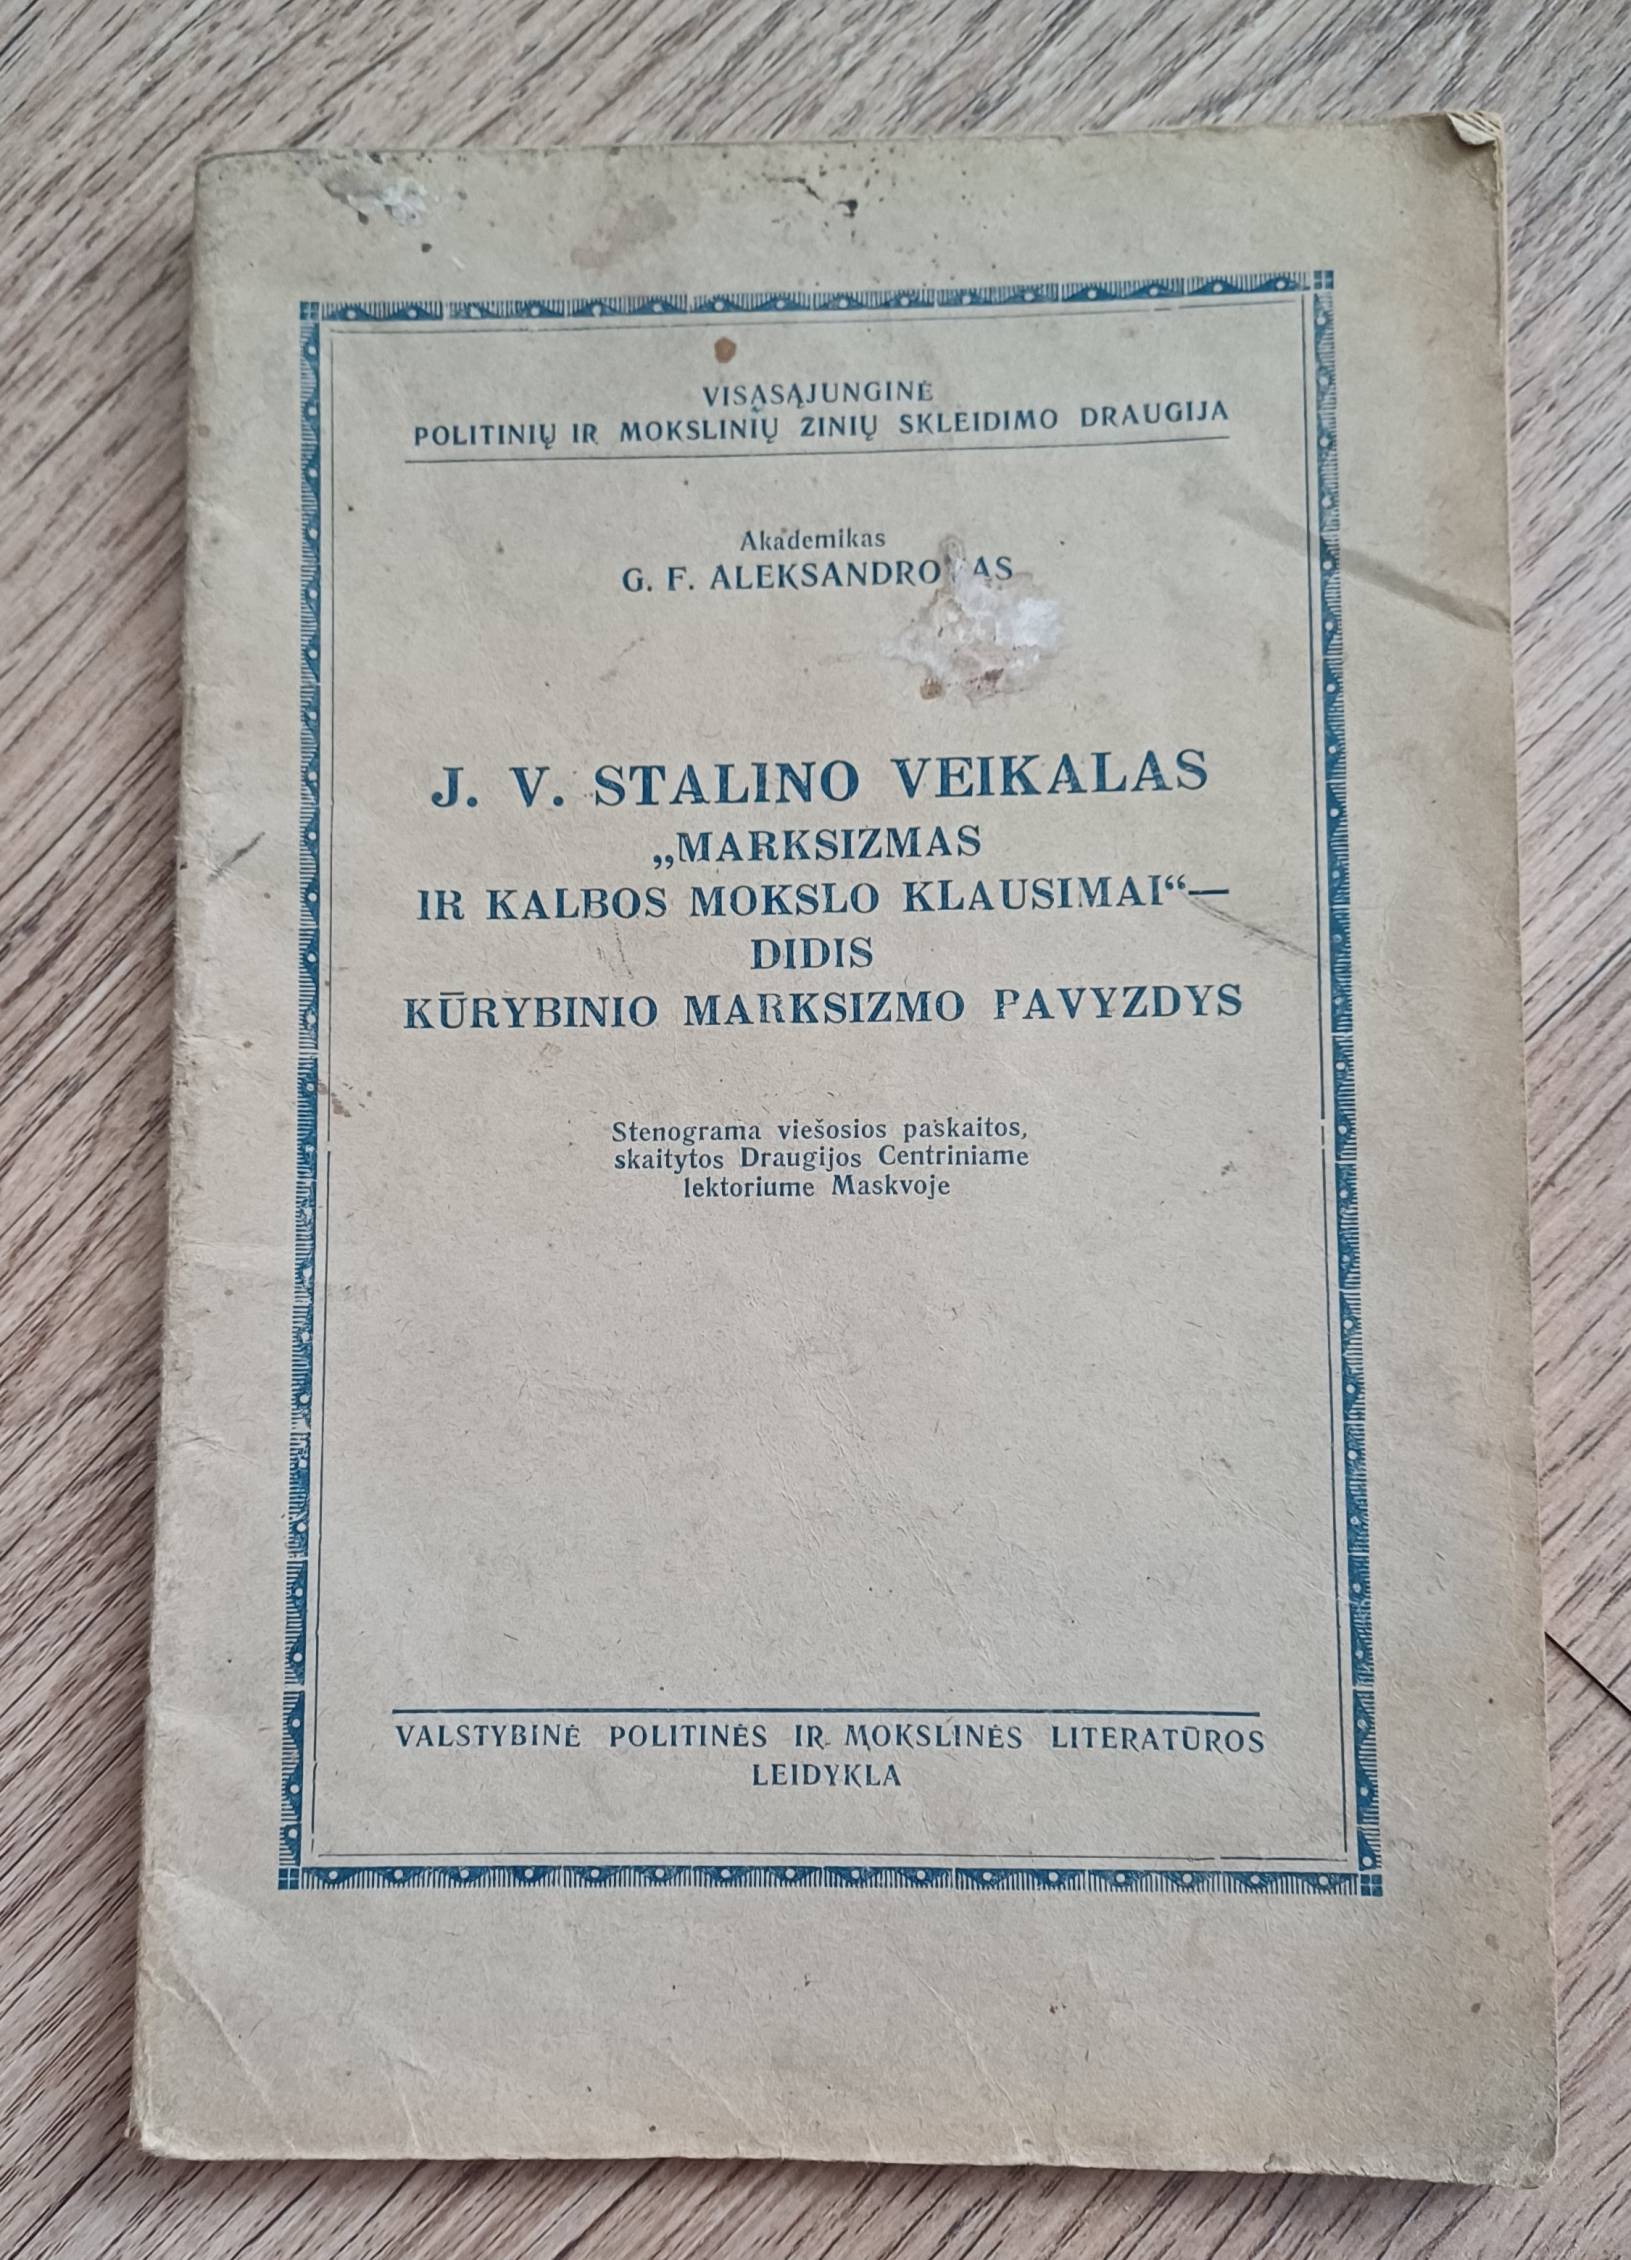 VISASĄJUNGINĖ
POLITINIŲ IR MOKSLINIŲ ŽINIŲ SKLEIDIMO DRAUGIJA
Akademikas
G. F. ALEKSANDROVAS
J. V. STALINO VEIKALAS
„MARKSIZMAS
IR KALBOS MOKSLO KLAUSIMAI“—
DIDIS
KŪRYBINIO MARKSIZMO PAVYZDYS
Stenograma viešosios paskaitos,
skaitytos Draugijos Centriniame
lektoriume Maskvoje
VALSTYBINĖ POLITINĖS IR MOKSLINĖS LITERATŪROS
LEIDYKLA